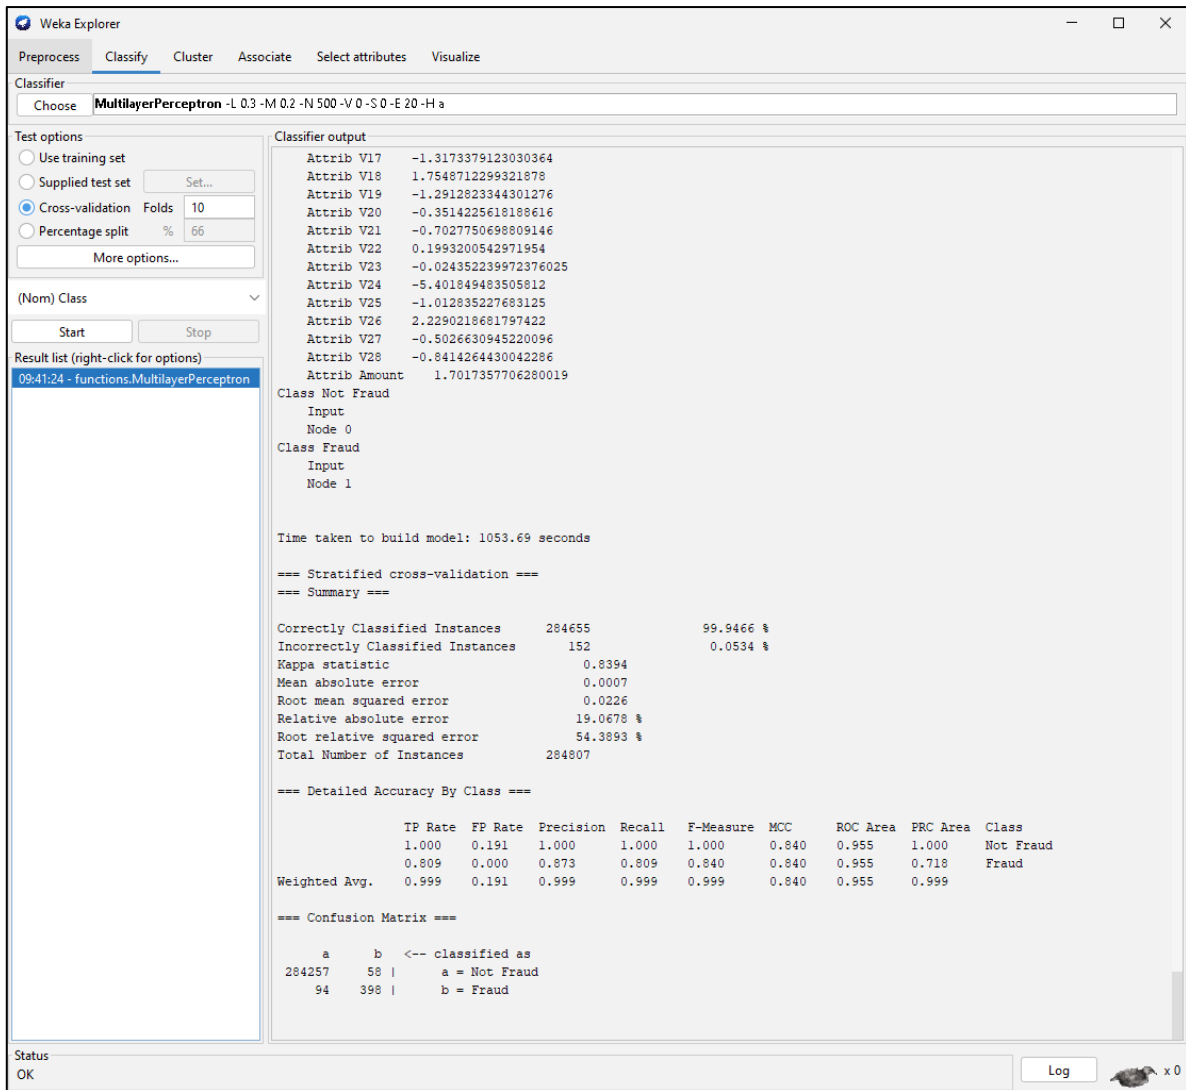 Weka Explorer
Preprocess Classify Cluster Associate Select attributes Visualize
Classifier
Choose MultilayerPerceptron -L 0.3 -M 0.2 -N 500 -V 0 -S 0 -E 20 -H a
Test options
Use training set
Supplied test set Set...
Cross-validation Folds 10
Percentage split % 66
More options...
(Nom) Class
Start Stop
Result list (right-click for options)
09:41:24 - functions.MultilayerPerceptron
Classifier output
Attrib V17 -1.3173379123030364
Attrib V18 1.7548712299321878
Attrib V19 -1.2912823344301276
Attrib V20 -0.3514225618188616
Attrib V21 -0.7027750698809146
Attrib V22 0.1993200542971954
Attrib V23 -0.024352239972376025
Attrib V24 -5.401849483505812
Attrib V25 -1.012835227683125
Attrib V26 2.2290218681797422
Attrib V27 -0.5026630945220096
Attrib V28 -0.8414264430042286
Attrib Amount 1.7017357706280019
Class Not Fraud
Input
Node 0
Class Fraud
Input
Node 1
Time taken to build model: 1053.69 seconds
=== Stratified cross-validation ===
=== Summary ===
Correctly Classified Instances 284655 99.9466 %
Incorrectly Classified Instances 152 0.0534 %
Kappa statistic 0.8394
Mean absolute error 0.0007
Root mean squared error 0.0226
Relative absolute error 19.0678 %
Root relative squared error 54.3893 %
Total Number of Instances 284807
=== Detailed Accuracy By Class ===
TP Rate FP Rate Precision Recall F-Measure MCC ROC Area PRC Area Class
1.000 0.191 1.000 1.000 1.000 0.840 0.955 1.000 Not Fraud
0.809 0.000 0.873 0.809 0.840 0.840 0.955 0.718 Fraud
Weighted Avg. 0.999 0.191 0.999 0.999 0.999 0.840 0.955 0.999
=== Confusion Matrix ===
a b <-- classified as
284257 58 | a = Not Fraud
94 398 | b = Fraud
Status
OK
Log x 0